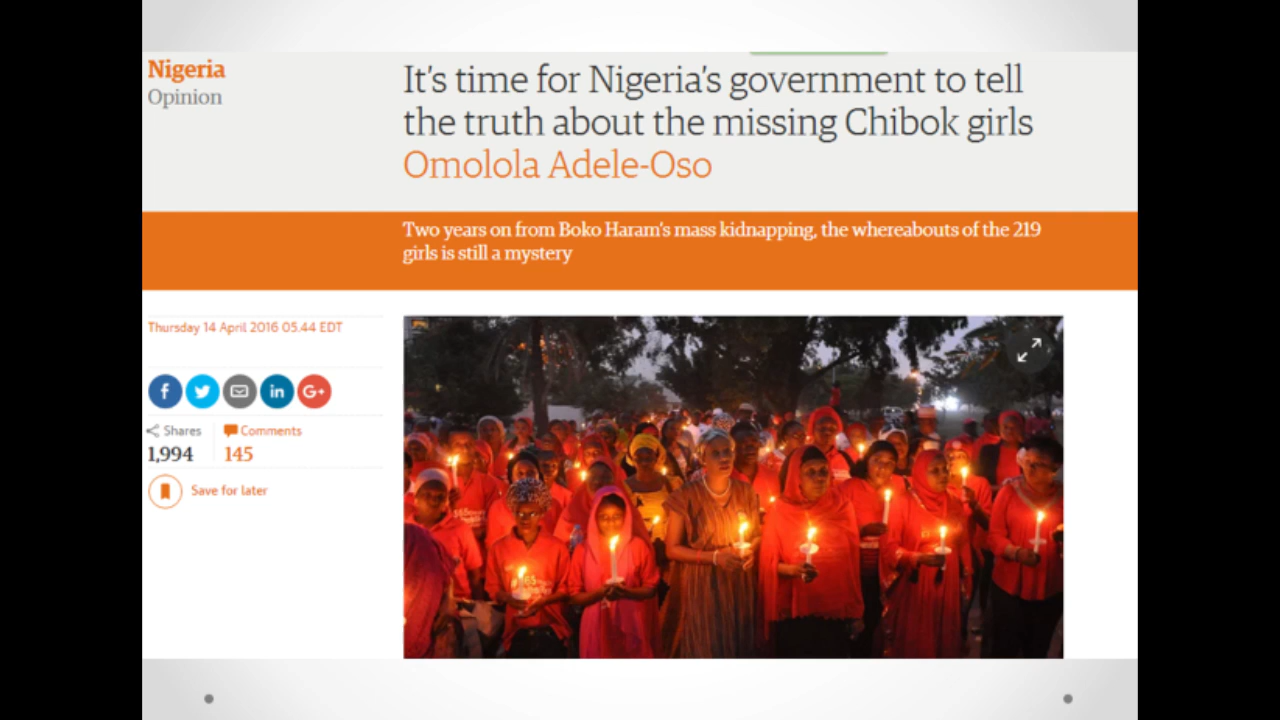 Nigeria
Opinion
It's time for Nigeria's government to tell
the truth about the missing Chibok girls
Omolola Adele-Oso
Two years on from Boko Haram's mass kidnapping, the whereabouts of the 219
girls is still a mystery
Thursday 14 April 2016 05.44 EDT
f
in
G+
Shares
Comments
1,994
145
Save for later